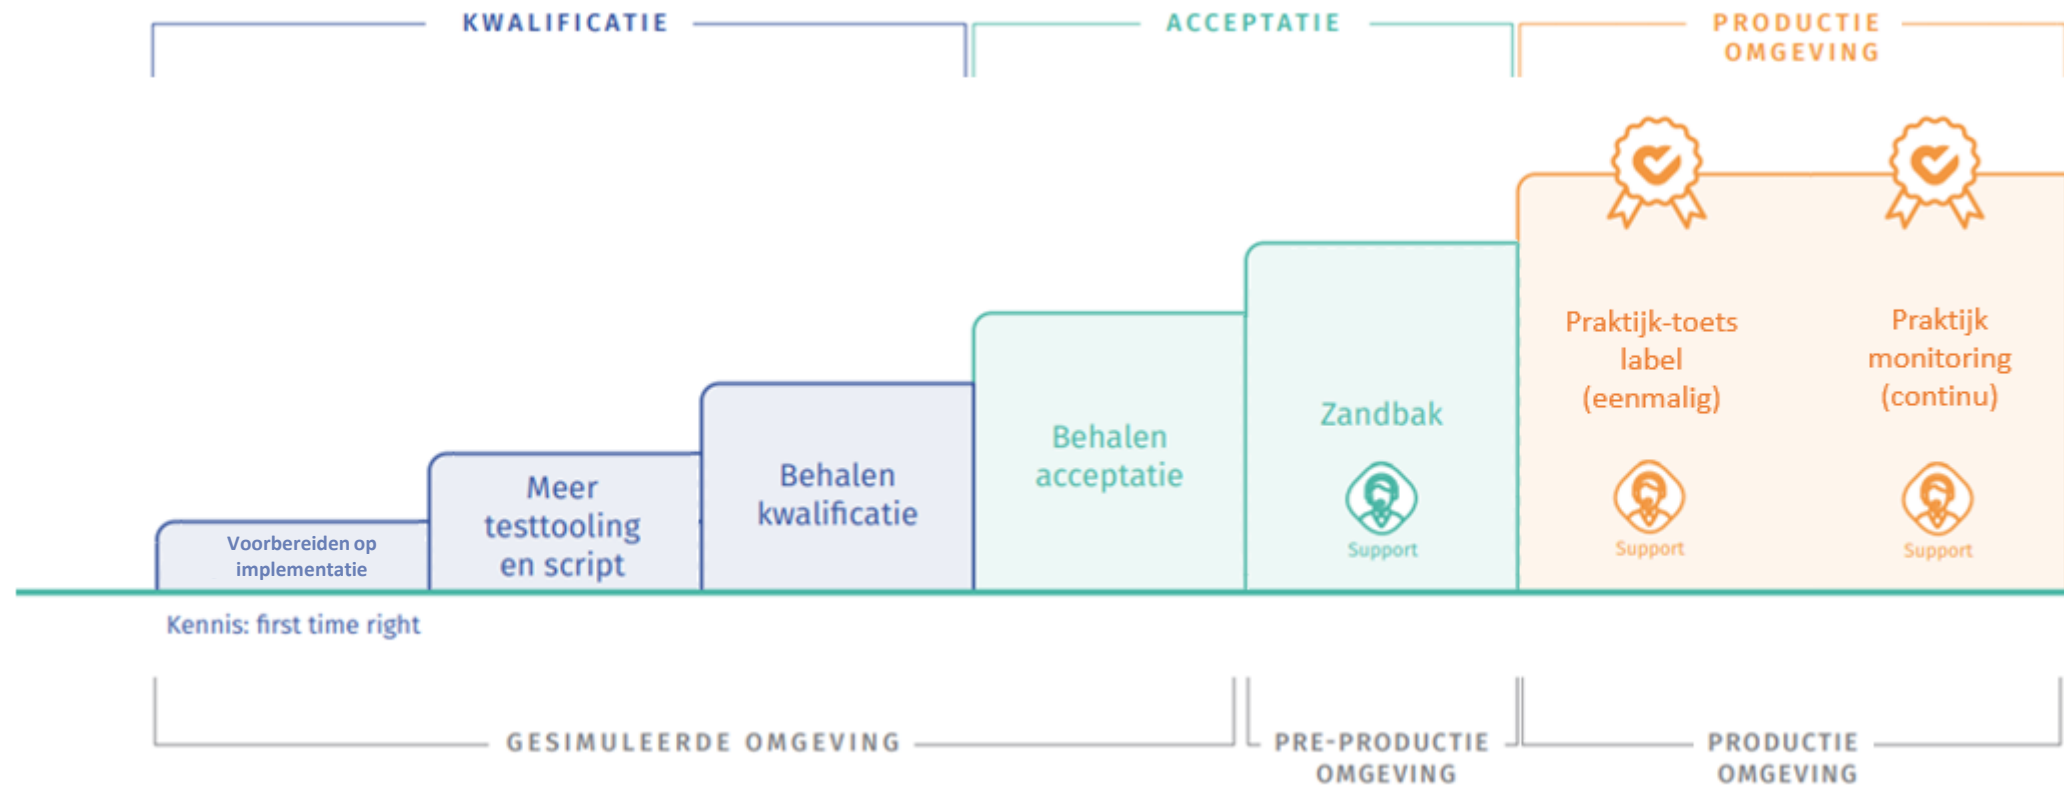 KWALIFICATIE
ACCEPTATIE
PRODUCTIE
OMGEVING
Voorbereiden op
implementatie
Meer
testtooling
en script
Behalen
kwalificatie
Behalen
acceptatie
Zandbak
Support
Praktijk-toets
label
(eenmalig)
Support
Praktijk
monitoring
(continu)
Support
Kennis: first time right
GESIMULEERDE OMGEVING
PRE-PRODUCTIE
OMGEVING
PRODUCTIE
OMGEVING